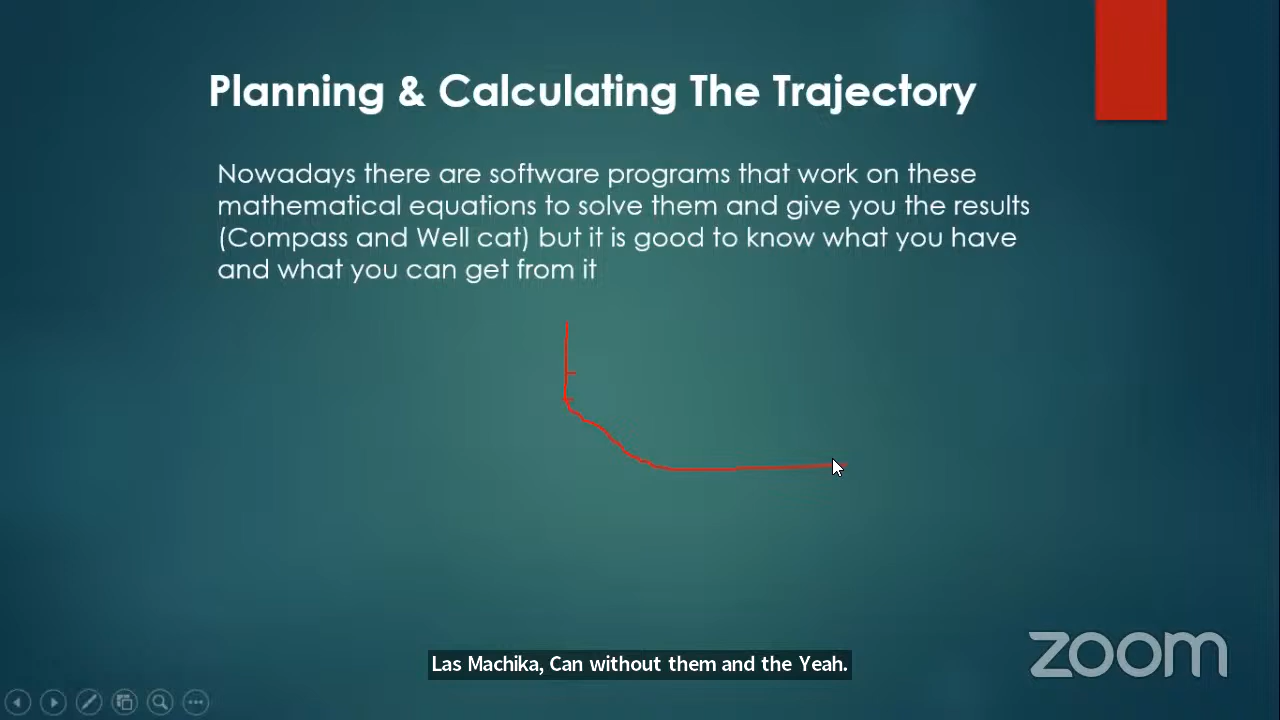 Planning & Calculating The Trajectory
Nowadays there are software programs that work on these
mathematical equations to solve them and give you the results
(Compass and Well cat) but it is good to know what you have
and what you can get from it
Las Machika, Can without them and the Yeah.
zoom